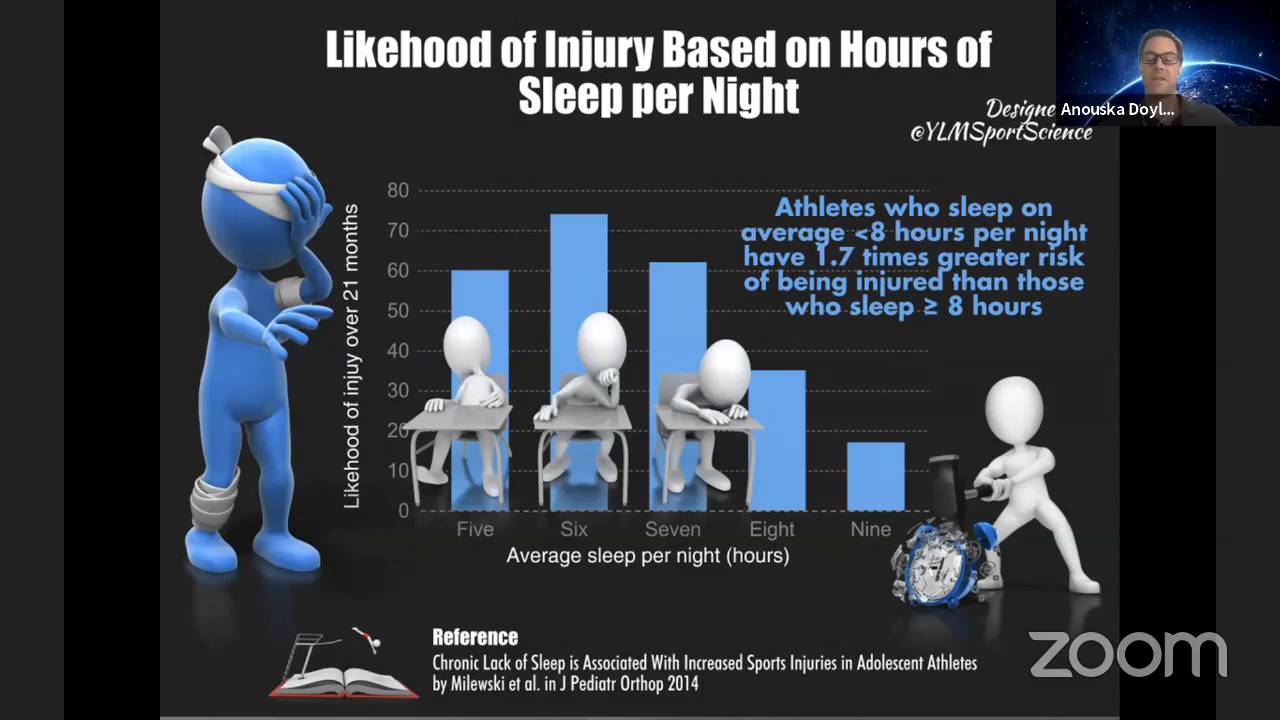 Likehood of Injury Based on Hours of
Sleep per Night
Designe
@YLMSportScience
Anouska Doyl...
Likehood of injuy over 21 months
80
70
60
50
40
30
20
10
0
Athletes who sleep on
average <8 hours per night
have 1.7 times greater risk
of being injured than those
who sleep ≥ 8 hours
Five Six Seven Eight Nine
Average sleep per night (hours)
Reference
Chronic Lack of Sleep is Associated With Increased Sports Injuries in Adolescent Athletes
by Milewski et al. in J Pediatr Orthop 2014
zoom